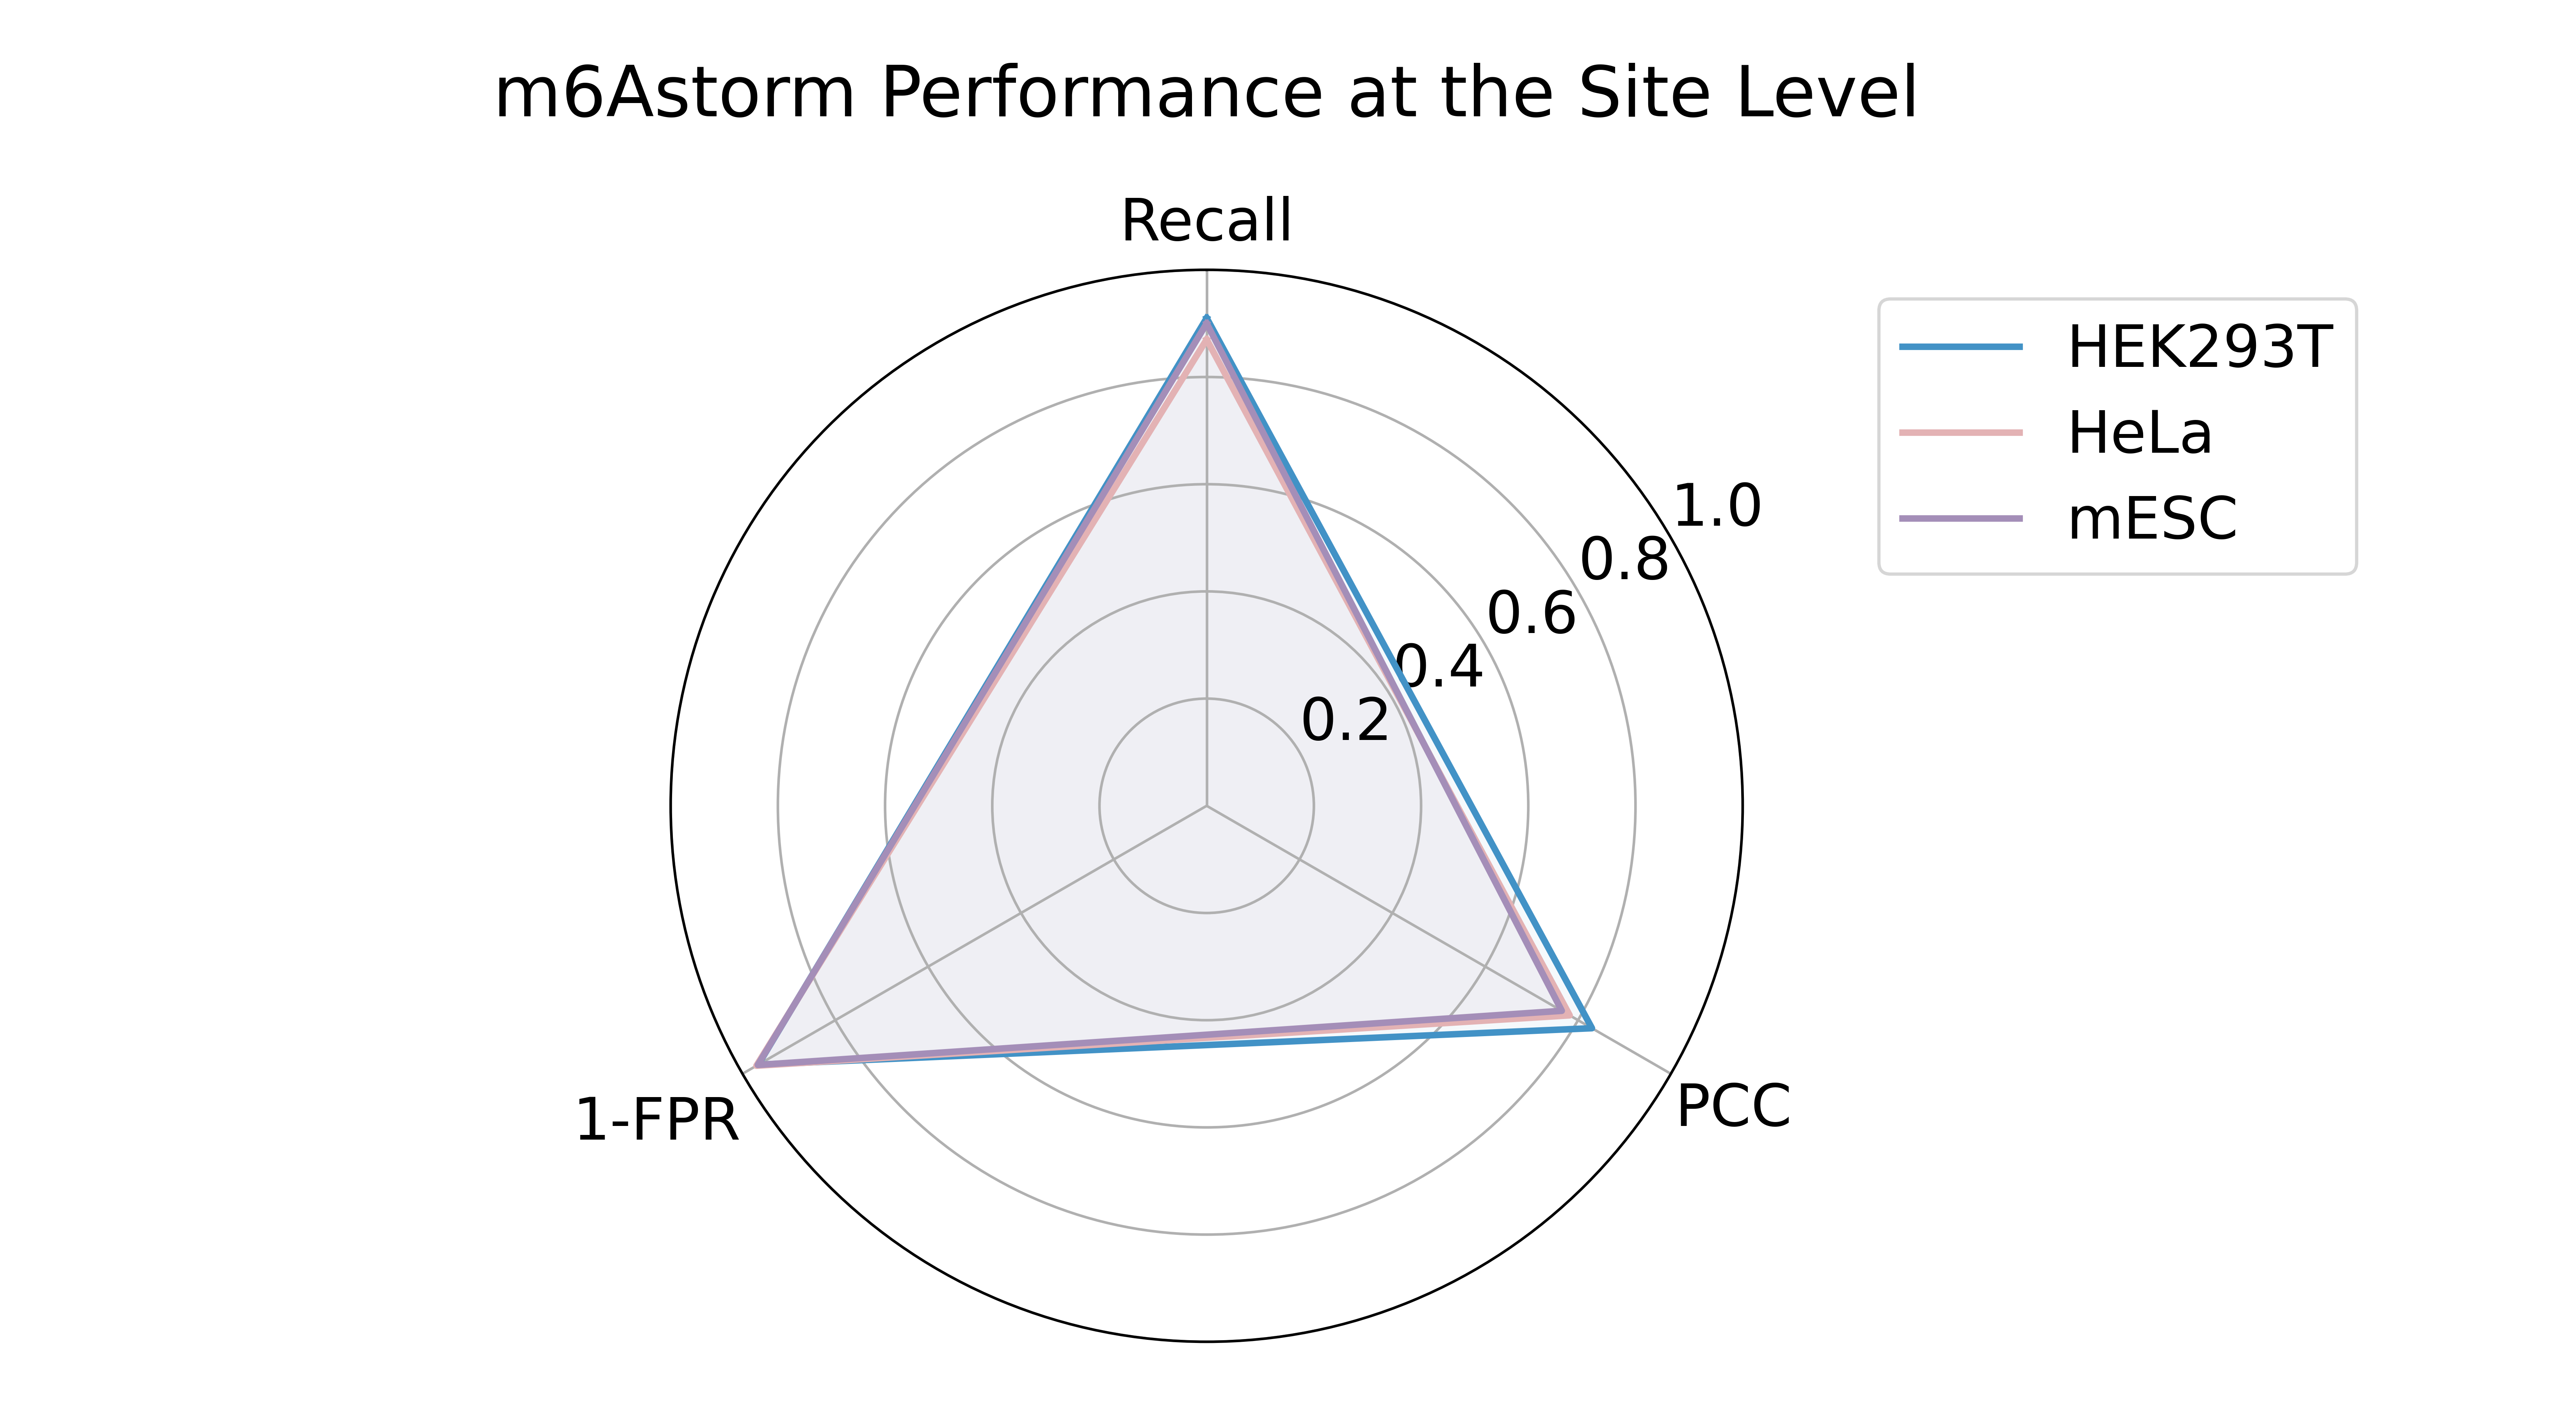 m6Astorm Performance at the Site Level
Recall
HEK293T
HeLa
mESC
1.0
0.8
0.6
0.4
0.2
1-FPR
PCC